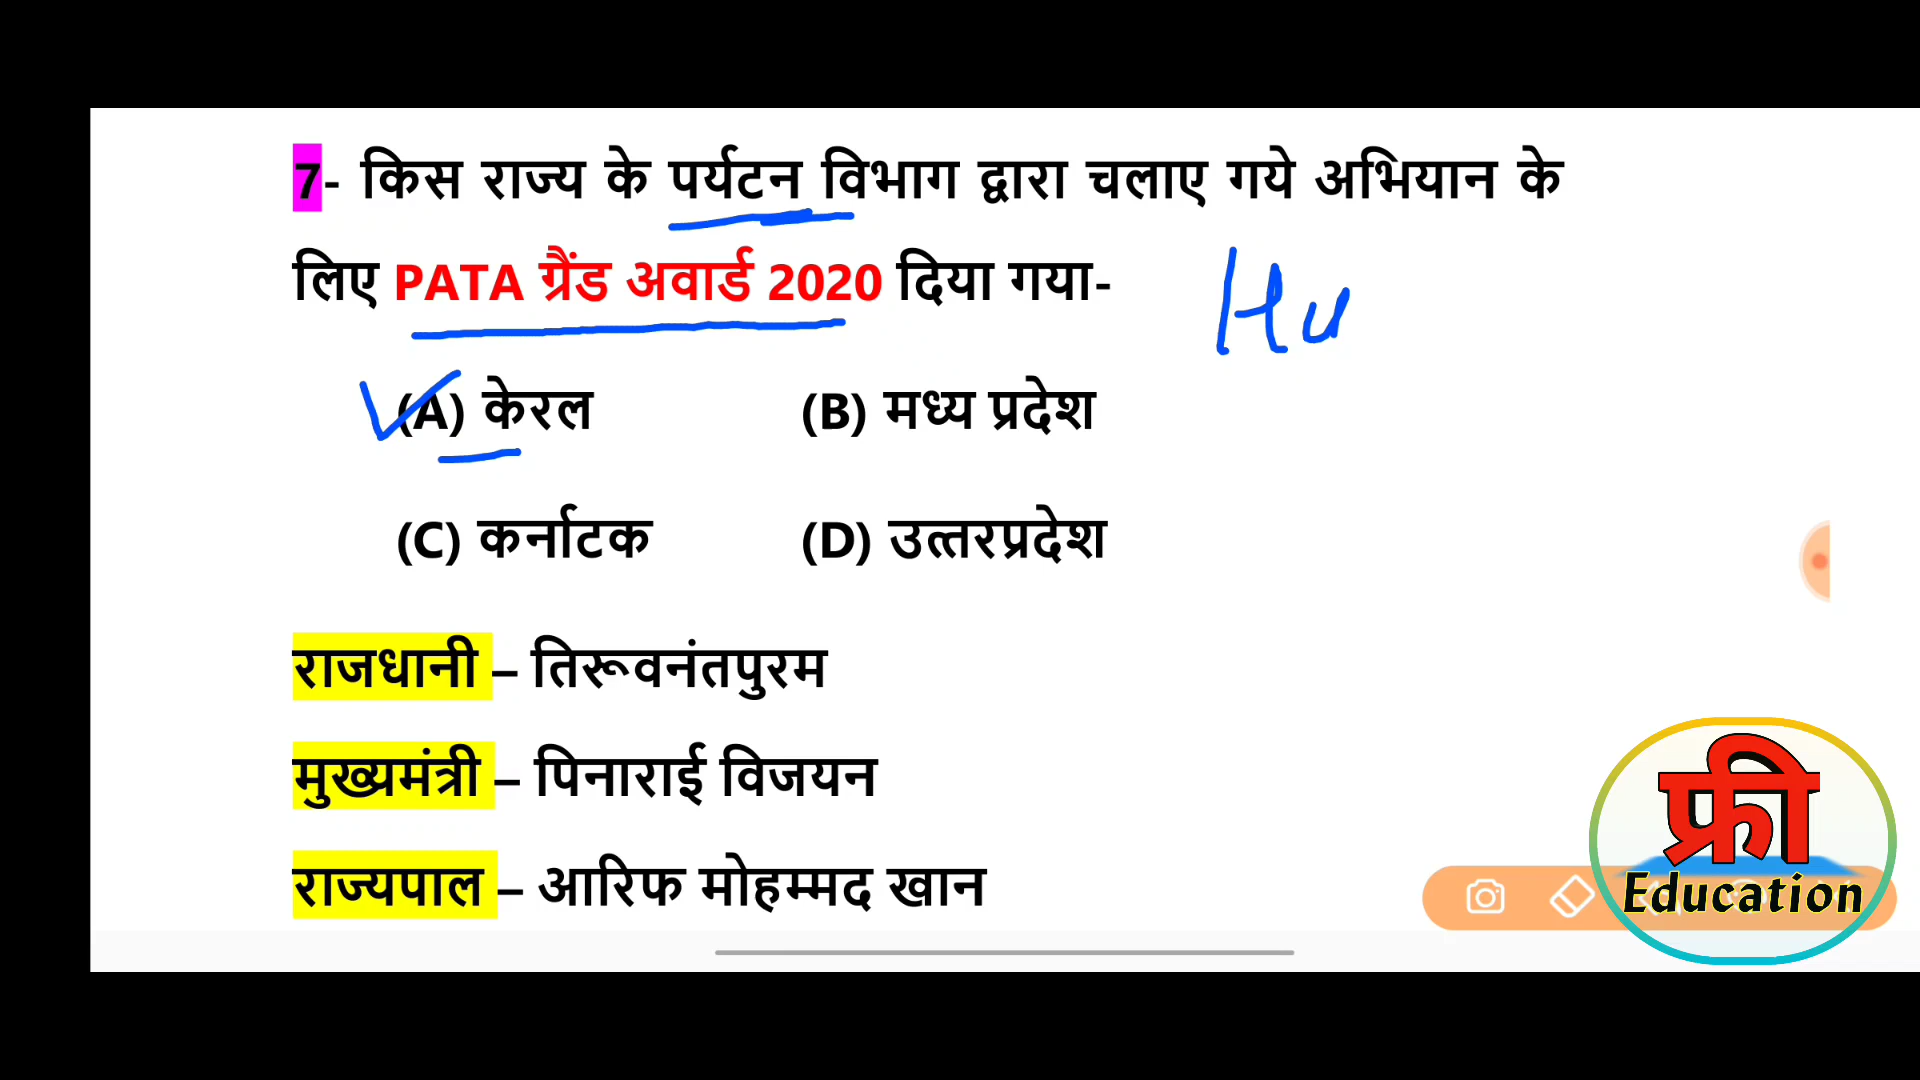 7- किस राज्य के पर्यटन विभाग द्वारा चलाए गये अभियान के
लिए PATA ग्रैंड अवार्ड 2020 दिया गया-
Hu
(A) केरल (B) मध्य प्रदेश
(C) कर्नाटक (D) उत्तरप्रदेश
राजधानी – तिरूवनंतपुरम
मुख्यमंत्री – पिनाराई विजयन
राज्यपाल – आरिफ मोहम्मद खान
फ्री
Education